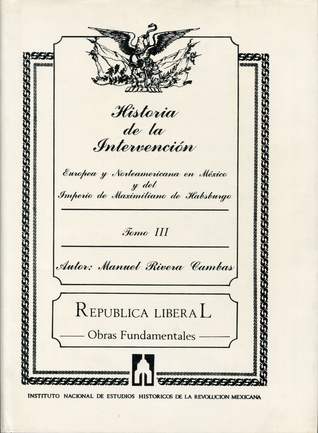 Historia
de la
Intervención
Europea y Norteamericana en México
y del
Imperio de Maximiliano de Habsburgo
Tomo III
Autor: Manuel Rivera Cambas
REPUBLICA LIBERAL
Obras Fundamentales
INSTITUTO NACIONAL DE ESTUDIOS HISTORICOS DE LA REVOLUCION MEXICANA